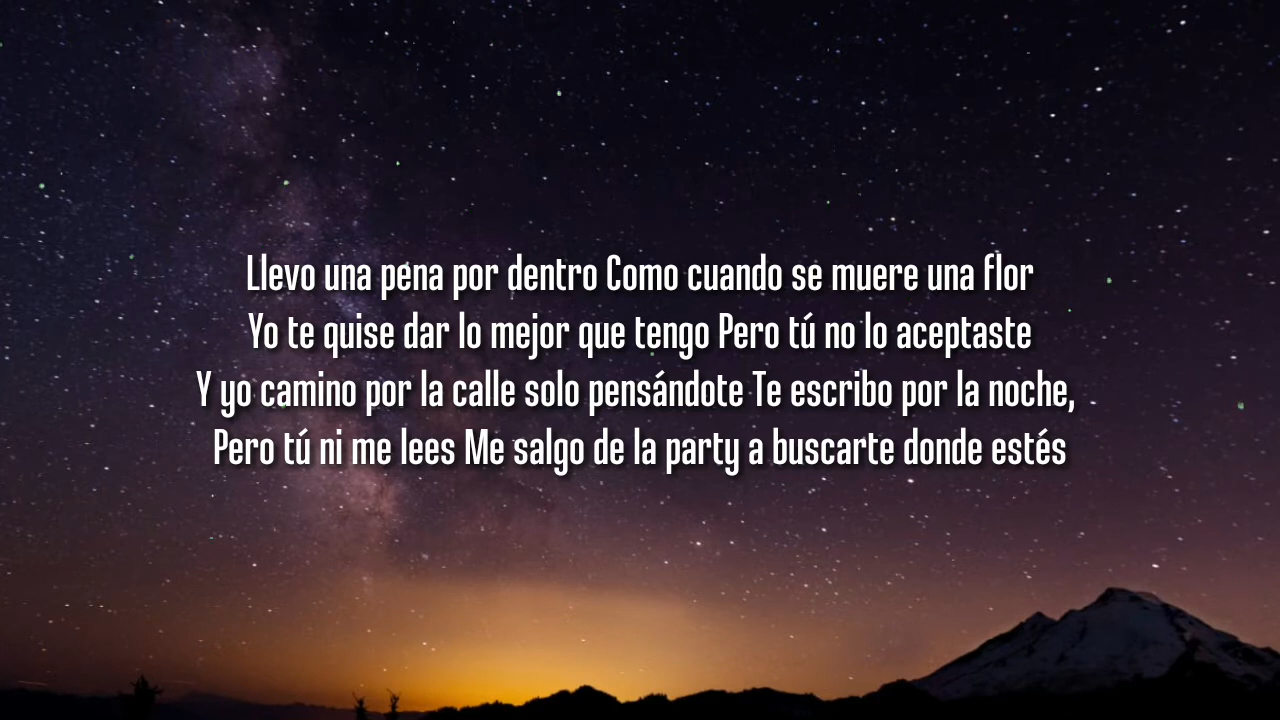 Llevo una pena por dentro Como cuando se muere una flor
Yo te quise dar lo mejor que tengo Pero tú no lo aceptaste
Y yo camino por la calle solo pensándote Te escribo por la noche,
Pero tú ni me lees Me salgo de la party a buscarte donde estés